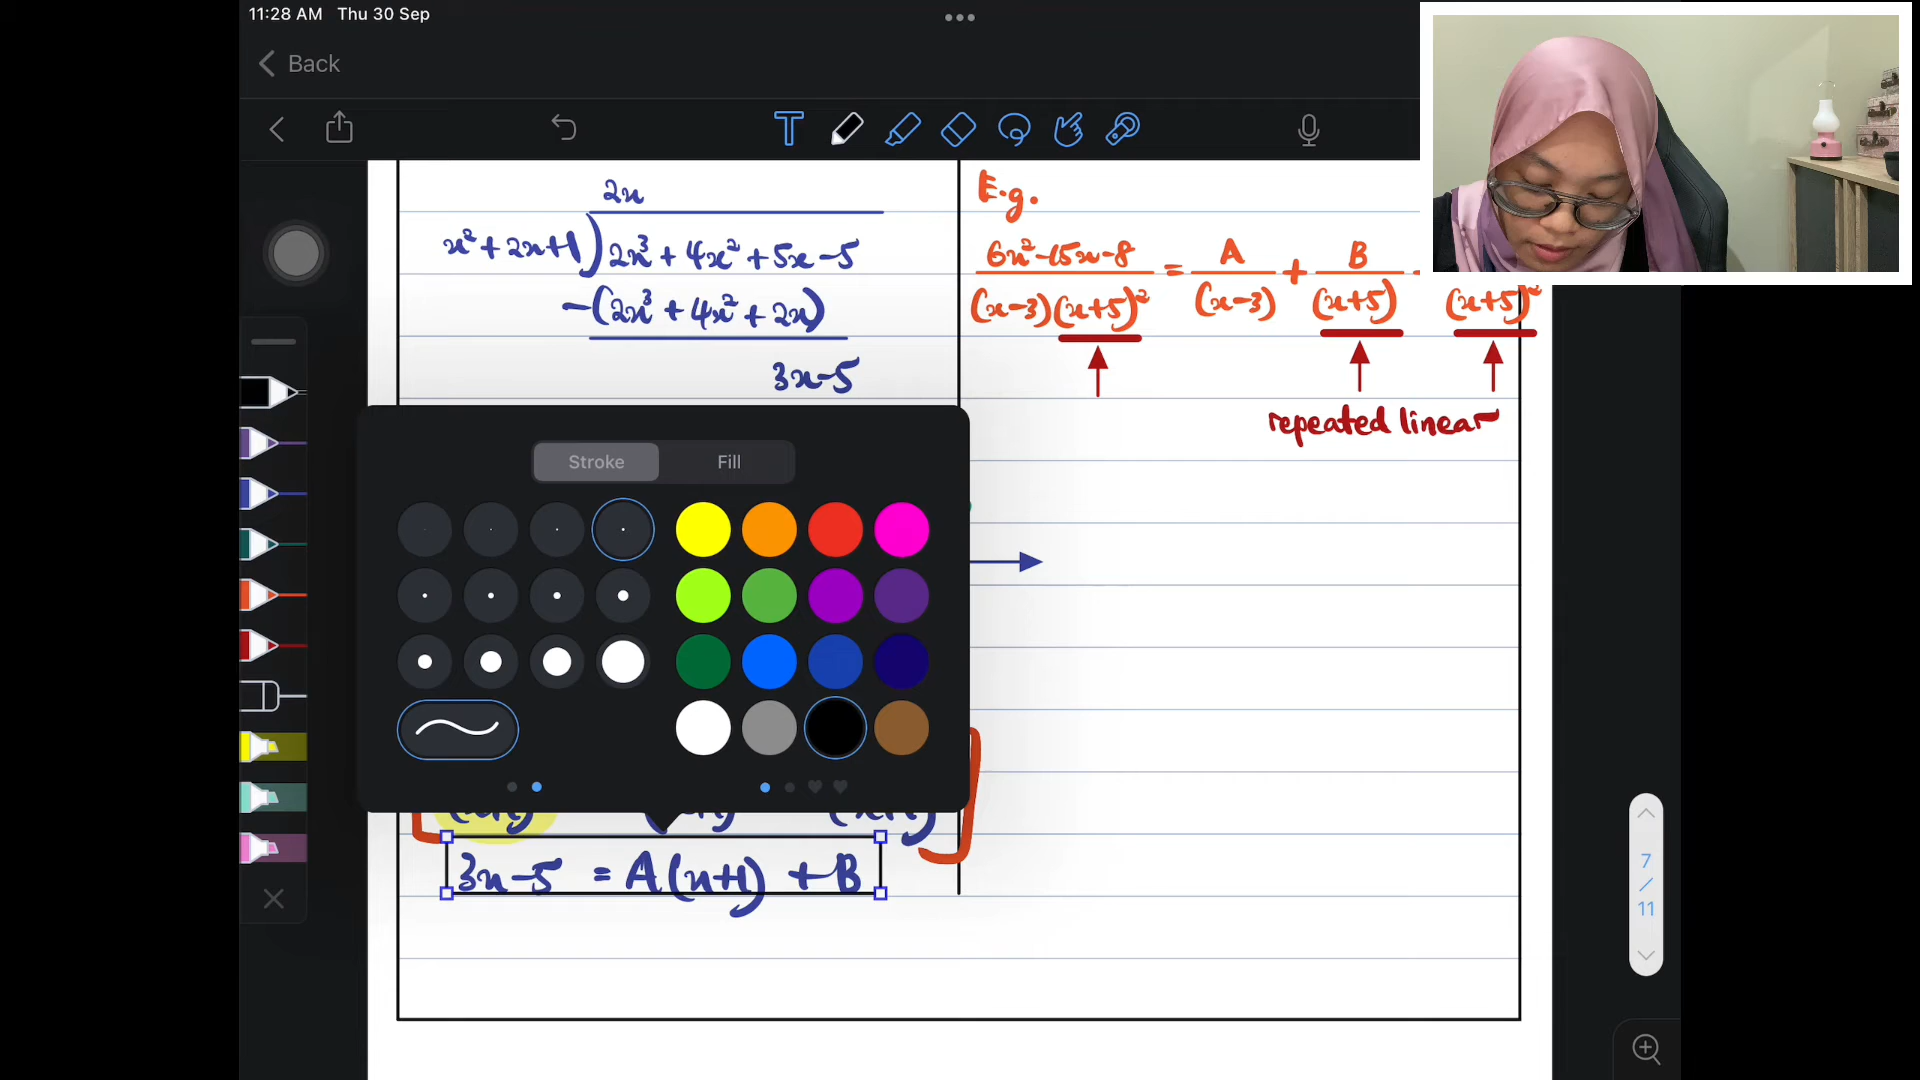 11:28 AM Thu 30 Sep
Back
2x
x² + 2x + 1 ) 2x³ + 4x² + 5x - 5
-(2x³ + 4x² + 2x)
3x - 5
E.g.
6x² - 15x - 8 / (x-3)(x+5)² = A / (x-3) + B / (x+5)
(x+5)²
repeated linear
Stroke
Fill
3x - 5 = A(x+1) + B
7
/
11